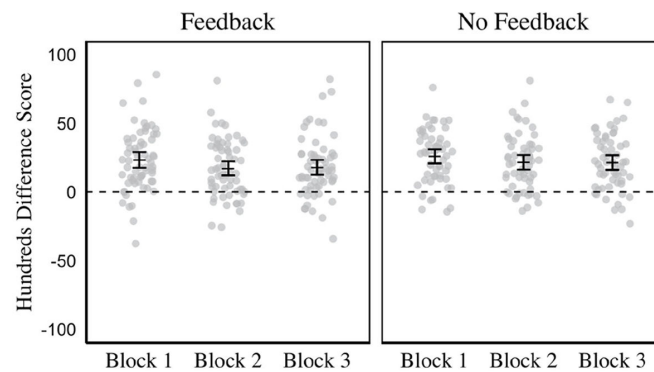 Feedback
No Feedback
Hundreds Difference Score
100
50
0
-50
-100
Block 1
Block 2
Block 3
Block 1
Block 2
Block 3